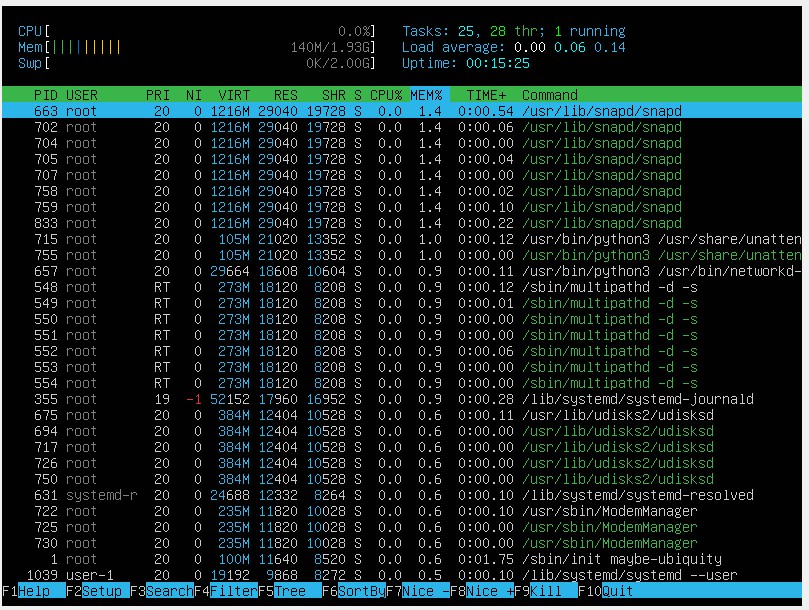 CPU[ 0.0%] Tasks: 25, 28 thr; 1 running
Mem[||||||||| 140M/1.93G] Load average: 0.00 0.06 0.14
Swp[ 0K/2.00G] Uptime: 00:15:25
PID USER PRI NI VIRT RES SHR S CPU% MEM% TIME+ Command
663 root 20 0 1216M 29040 19728 S 0.0 1.4 0:00.54 /usr/lib/snapd/snapd
702 root 20 0 1216M 29040 19728 S 0.0 1.4 0:00.06 /usr/lib/snapd/snapd
704 root 20 0 1216M 29040 19728 S 0.0 1.4 0:00.00 /usr/lib/snapd/snapd
705 root 20 0 1216M 29040 19728 S 0.0 1.4 0:00.04 /usr/lib/snapd/snapd
707 root 20 0 1216M 29040 19728 S 0.0 1.4 0:00.00 /usr/lib/snapd/snapd
758 root 20 0 1216M 29040 19728 S 0.0 1.4 0:00.02 /usr/lib/snapd/snapd
759 root 20 0 1216M 29040 19728 S 0.0 1.4 0:00.10 /usr/lib/snapd/snapd
833 root 20 0 1216M 29040 19728 S 0.0 1.4 0:00.22 /usr/lib/snapd/snapd
715 root 20 0 105M 21020 13352 S 0.0 1.0 0:00.12 /usr/bin/python3 /usr/share/unatten
755 root 20 0 105M 21020 13352 S 0.0 1.0 0:00.00 /usr/bin/python3 /usr/share/unatten
657 root 20 0 29664 18608 10604 S 0.0 0.9 0:00.11 /usr/bin/python3 /usr/bin/networkd-
548 root RT 0 273M 18120 8208 S 0.0 0.9 0:00.12 /sbin/multipathd -d -s
549 root RT 0 273M 18120 8208 S 0.0 0.9 0:00.01 /sbin/multipathd -d -s
550 root RT 0 273M 18120 8208 S 0.0 0.9 0:00.00 /sbin/multipathd -d -s
551 root RT 0 273M 18120 8208 S 0.0 0.9 0:00.00 /sbin/multipathd -d -s
552 root RT 0 273M 18120 8208 S 0.0 0.9 0:00.06 /sbin/multipathd -d -s
553 root RT 0 273M 18120 8208 S 0.0 0.9 0:00.00 /sbin/multipathd -d -s
554 root RT 0 273M 18120 8208 S 0.0 0.9 0:00.00 /sbin/multipathd -d -s
355 root 19 -1 52152 17960 16952 S 0.0 0.9 0:00.28 /lib/systemd/systemd-journald
675 root 20 0 384M 12404 10528 S 0.0 0.6 0:00.11 /usr/lib/udisks2/udisksd
694 root 20 0 384M 12404 10528 S 0.0 0.6 0:00.00 /usr/lib/udisks2/udisksd
717 root 20 0 384M 12404 10528 S 0.0 0.6 0:00.00 /usr/lib/udisks2/udisksd
726 root 20 0 384M 12404 10528 S 0.0 0.6 0:00.00 /usr/lib/udisks2/udisksd
750 root 20 0 384M 12404 10528 S 0.0 0.6 0:00.00 /usr/lib/udisks2/udisksd
631 systemd-r 20 0 24688 12332 8264 S 0.0 0.6 0:00.10 /lib/systemd/systemd-resolved
722 root 20 0 235M 11820 10028 S 0.0 0.6 0:00.10 /usr/sbin/ModemManager
725 root 20 0 235M 11820 10028 S 0.0 0.6 0:00.00 /usr/sbin/ModemManager
730 root 20 0 235M 11820 10028 S 0.0 0.6 0:00.00 /usr/sbin/ModemManager
1 root 20 0 100M 11640 8520 S 0.0 0.6 0:01.75 /sbin/init maybe-ubiquity
1039 user-1 20 0 19192 9868 8272 S 0.0 0.5 0:00.10 /lib/systemd/systemd --user
F1Help F2Setup F3SearchF4FilterF5Tree F6SortByF7Nice -F8Nice +F9Kill F10Quit